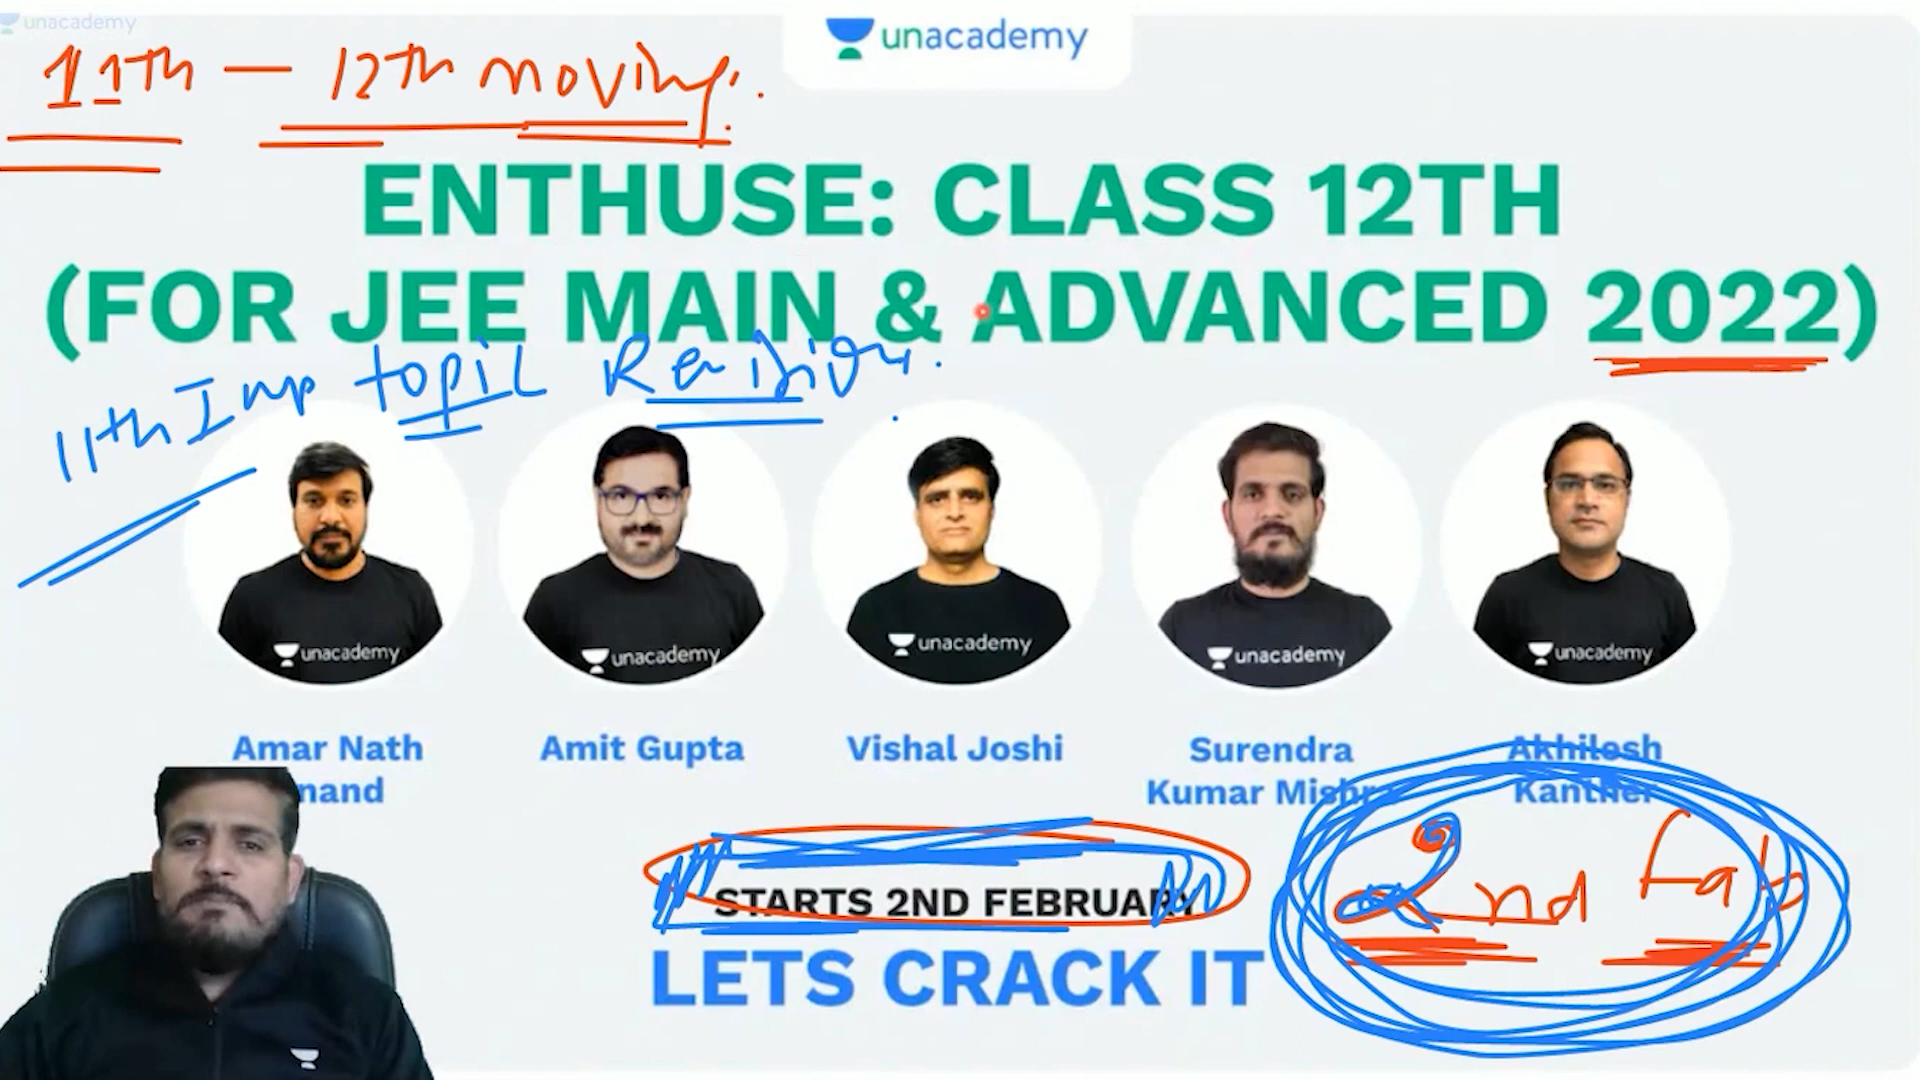 unacademy
unacademy
11th — 12th moving.
ENTHUSE: CLASS 12TH
(FOR JEE MAIN & ADVANCED 2022)
11th Imp topic Revision.
unacademy
unacademy
unacademy
unacademy
unacademy
Amar Nath
nand
Amit Gupta
Vishal Joshi
Surendra
Kumar Mishra
Akhilesh
Kanther
STARTS 2ND FEBRUARY
2nd Feb
LETS CRACK IT